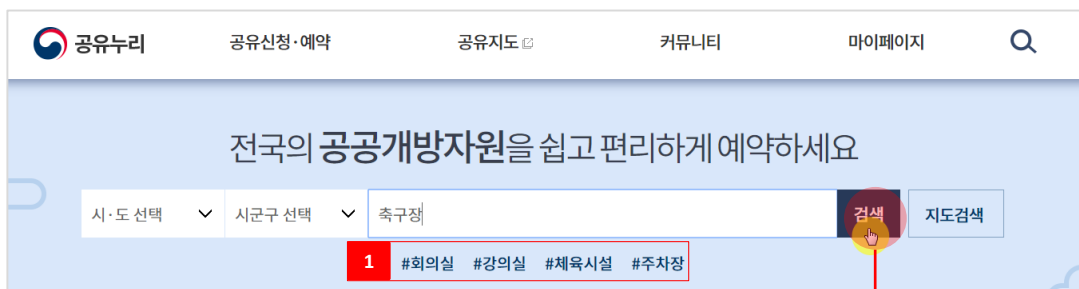 공유누리 공유신청·예약 공유지도 커뮤니티 마이페이지
전국의 공공개방자원을 쉽고 편리하게 예약하세요
시·도 선택 시군구 선택 축구장 검색 지도검색
1 #회의실 #강의실 #체육시설 #주차장